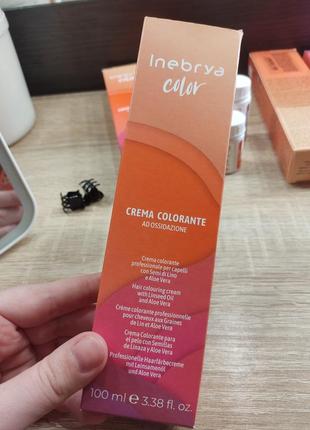 Inebrya
color
CREMA COLORANTE
AD OSSIDAZIONE
Crema colorante
professionale per Capelli
con Semi di Lino
e Aloe Vera
Hair colouring cream
with Linseed Oil
and Aloe Vera
Crème colorante professionnelle
pour cheveux aux Graines
de Lin et Aloe Vera
Crema Colorante para
el pelo con Semillas
de Linaza y Aloe Vera
Professionelle Haarfärbecreme
mit Leinsamenöl
und Aloe Vera
100 ml e 3.38 fl. oz.